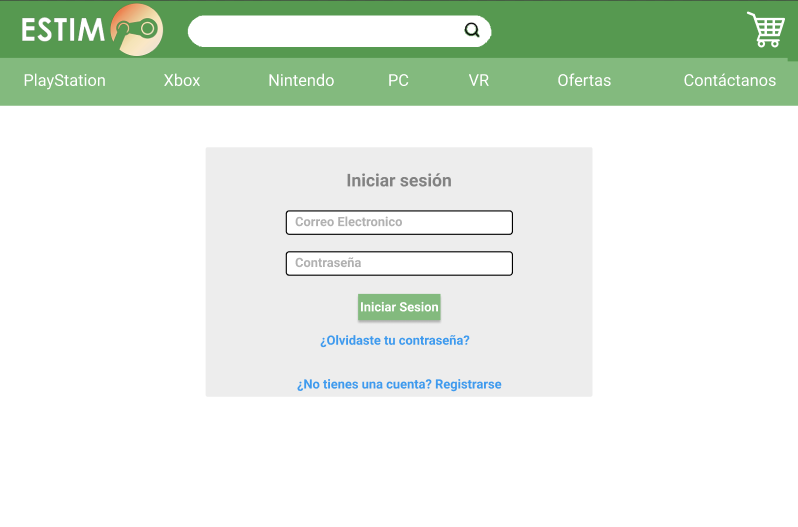 ESTIM
PlayStation Xbox Nintendo PC VR Ofertas Contáctanos
Iniciar sesión
Correo Electronico
Contraseña
Iniciar Sesion
¿Olvidaste tu contraseña?
¿No tienes una cuenta? Registrarse